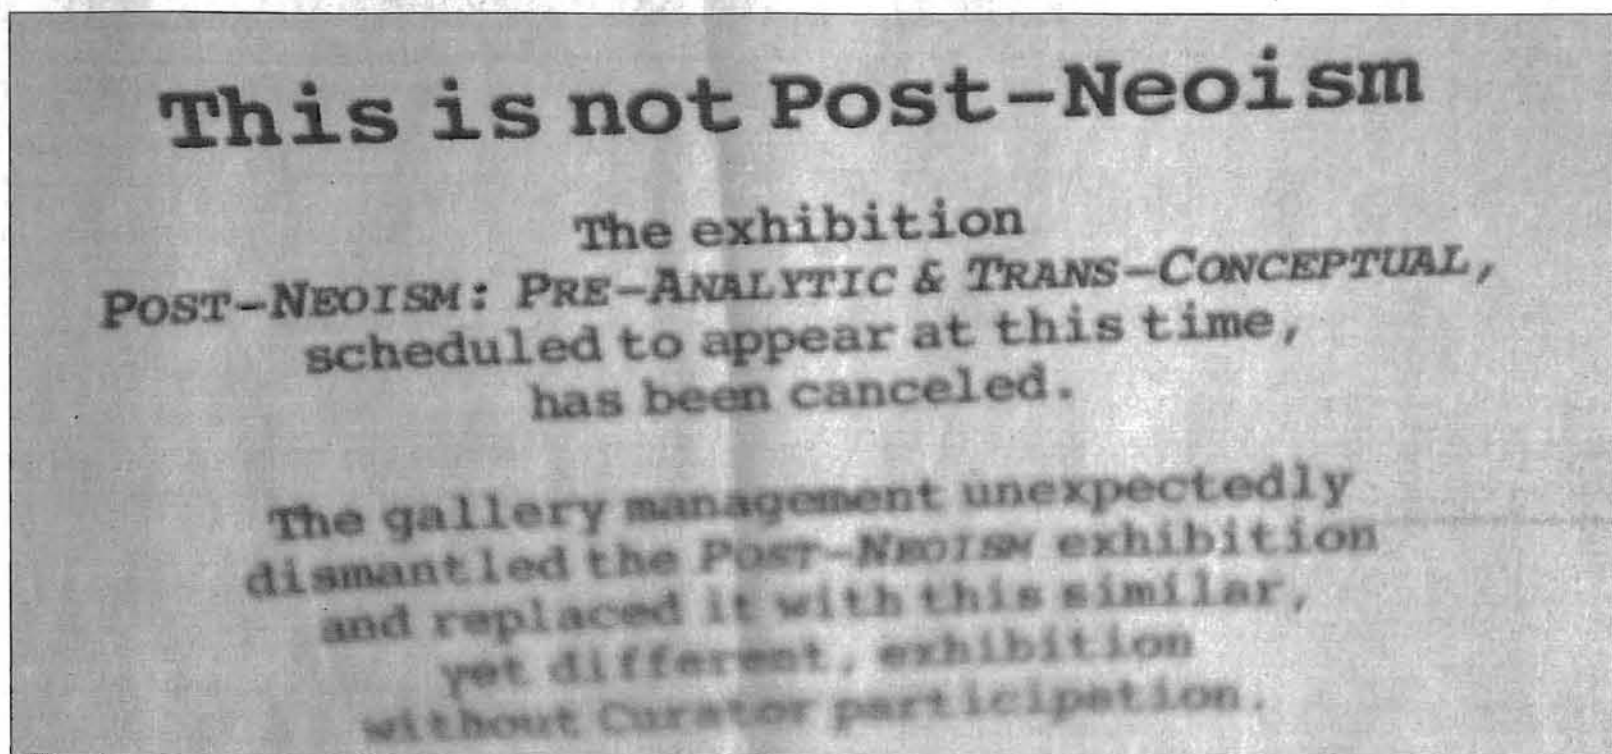 This is not Post-Neoism
The exhibition
POST-NEOISM: PRE-ANALYTIC & TRANS-CONCEPTUAL,
scheduled to appear at this time,
has been canceled.
The gallery management unexpectedly
dismantled the POST-NEOISM exhibition
and replaced it with this similar,
yet different, exhibition
without Curator participation.